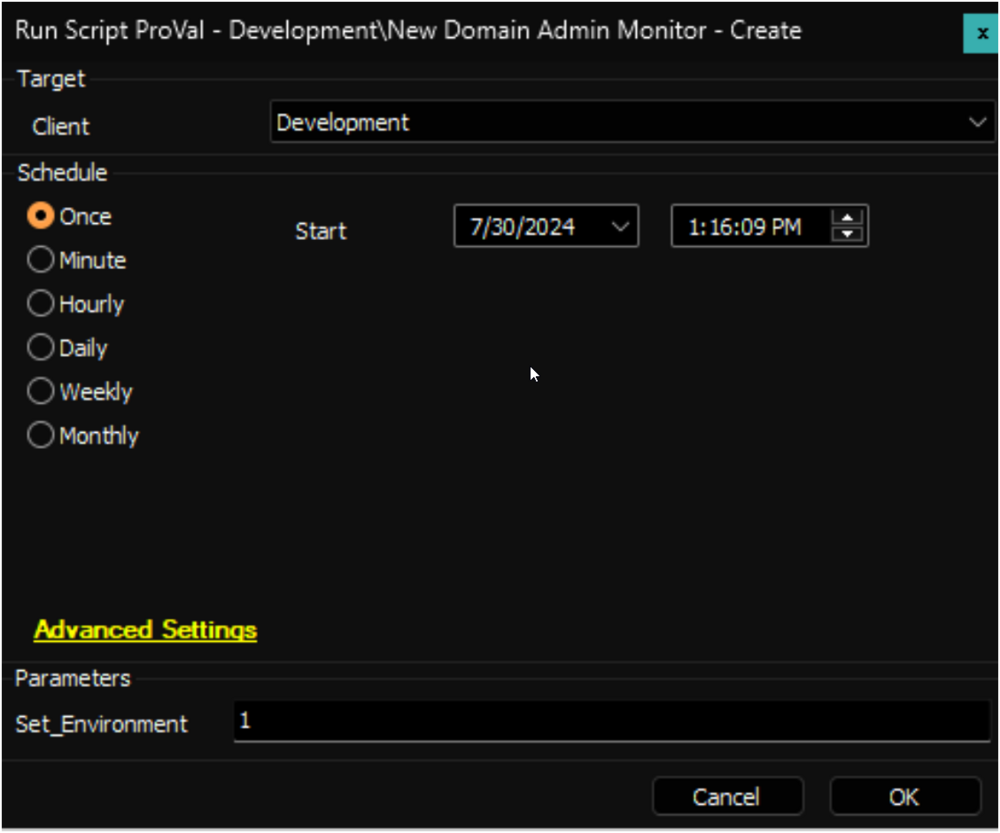 Run Script ProVal - Development\New Domain Admin Monitor - Create x
Target
Client Development
Schedule
Once Start 7/30/2024 1:16:09 PM
Minute
Hourly
Daily
Weekly
Monthly
Advanced Settings
Parameters
Set_Environment 1
Cancel OK